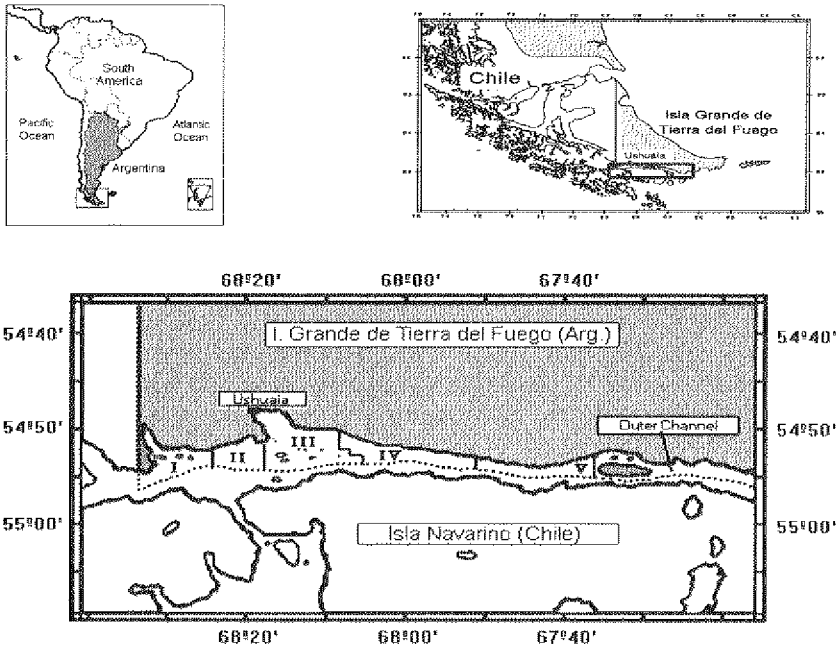 South
America
Pacific
Ocean
Atlantic
Ocean
Argentina
Chile
Isla Grande de
Tierra del Fuego
Ushuaia
68º20' 68º00' 67º40'
54º40' 54º40'
I. Grande de Tierra del Fuego (Arg.)
Ushuaia
54º50' 54º50'
Outer Channel
I II III IV V
55º00' 55º00'
Isla Navarino (Chile)
68º20' 68º00' 67º40'